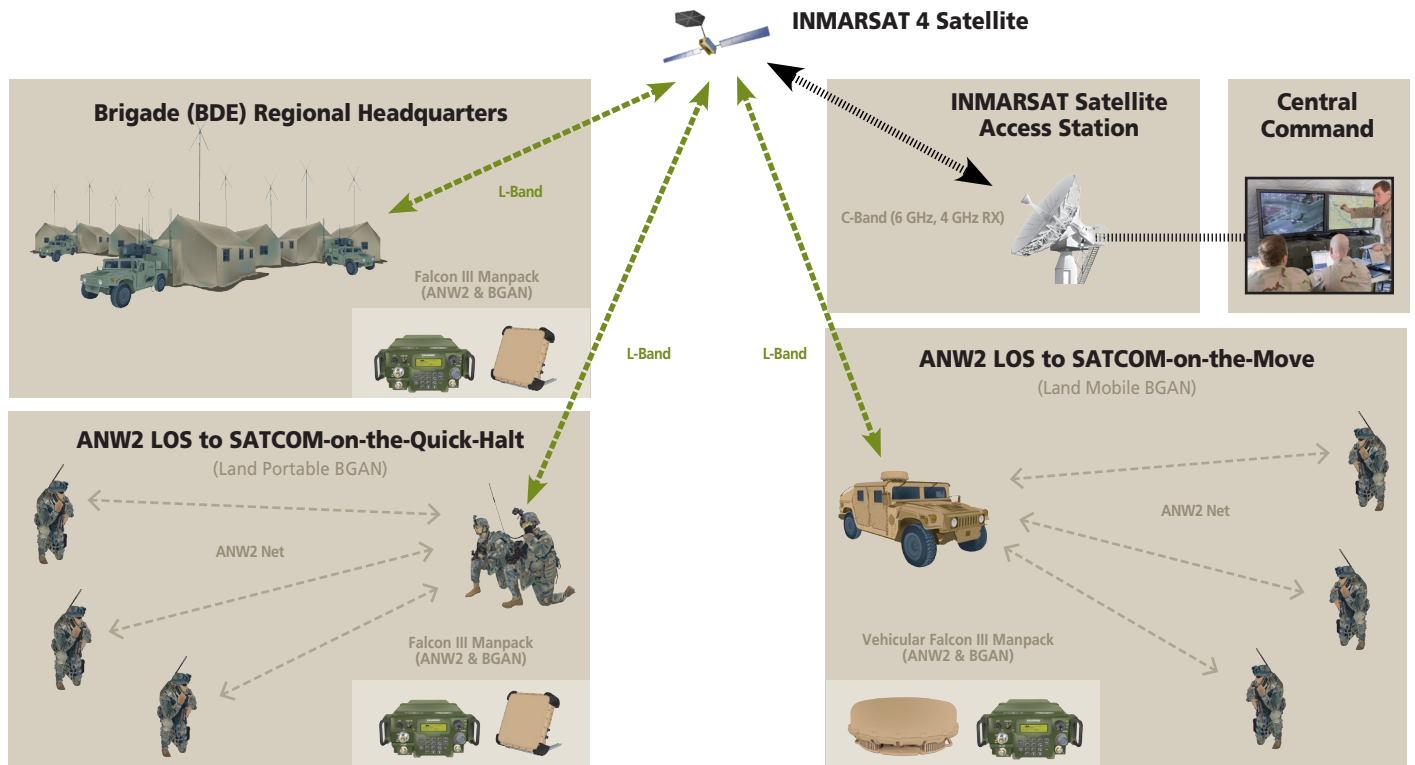 INMARSAT 4 Satellite
Brigade (BDE) Regional Headquarters
L-Band
Falcon III Manpack
(ANW2 & BGAN)
INMARSAT Satellite
Access Station
C-Band (6 GHz, 4 GHz RX)
Central
Command
L-Band
L-Band
ANW2 LOS to SATCOM-on-the-Quick-Halt
(Land Portable BGAN)
ANW2 Net
Falcon III Manpack
(ANW2 & BGAN)
ANW2 LOS to SATCOM-on-the-Move
(Land Mobile BGAN)
ANW2 Net
Vehicular Falcon III Manpack
(ANW2 & BGAN)